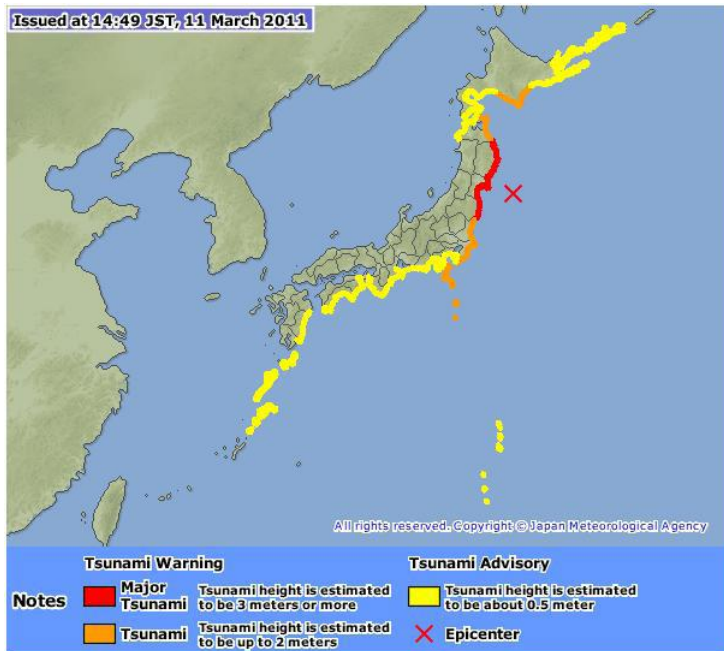 Issued at 14:49 JST, 11 March 2011
All rights reserved. Copyright © Japan Meteorological Agency
Notes
Tsunami Warning
Major Tsunami
Tsunami height is estimated
to be 3 meters or more
Tsunami
Tsunami height is estimated
to be up to 2 meters
Tsunami Advisory
Tsunami height is estimated
to be about 0.5 meter
Epicenter